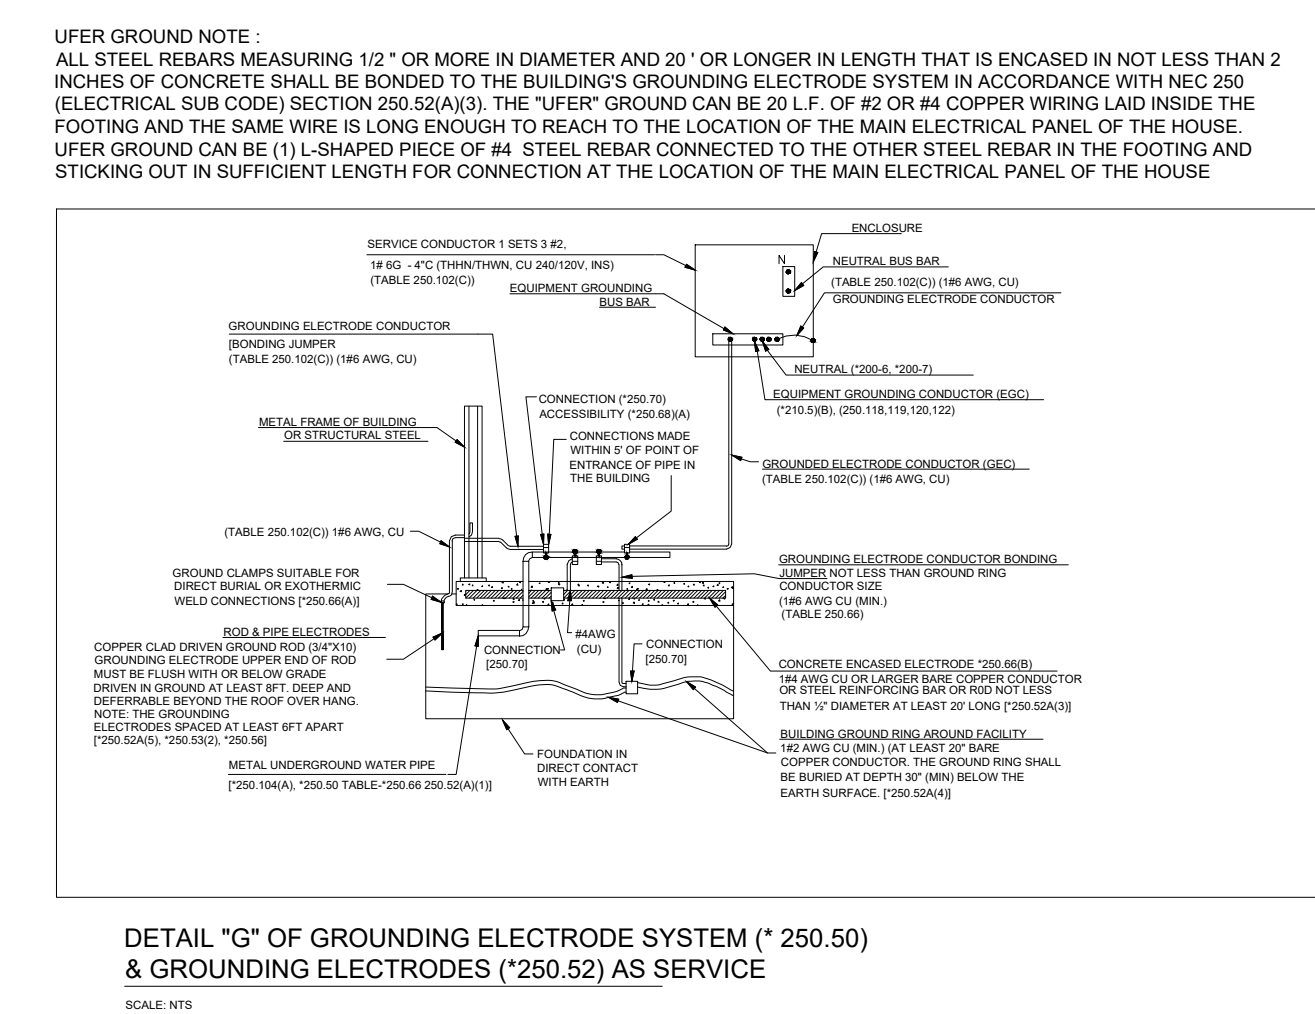 UFER GROUND NOTE :
ALL STEEL REBARS MEASURING 1/2 " OR MORE IN DIAMETER AND 20 ' OR LONGER IN LENGTH THAT IS ENCASED IN NOT LESS THAN 2
INCHES OF CONCRETE SHALL BE BONDED TO THE BUILDING'S GROUNDING ELECTRODE SYSTEM IN ACCORDANCE WITH NEC 250
(ELECTRICAL SUB CODE) SECTION 250.52(A)(3). THE "UFER" GROUND CAN BE 20 L.F. OF #2 OR #4 COPPER WIRING LAID INSIDE THE
FOOTING AND THE SAME WIRE IS LONG ENOUGH TO REACH TO THE LOCATION OF THE MAIN ELECTRICAL PANEL OF THE HOUSE.
UFER GROUND CAN BE (1) L-SHAPED PIECE OF #4 STEEL REBAR CONNECTED TO THE OTHER STEEL REBAR IN THE FOOTING AND
STICKING OUT IN SUFFICIENT LENGTH FOR CONNECTION AT THE LOCATION OF THE MAIN ELECTRICAL PANEL OF THE HOUSE
ENCLOSURE
SERVICE CONDUCTOR 1 SETS 3 #2,
1# 6G - 4"C (THHN/THWN, CU 240/120V, INS)
(TABLE 250.102(C))
N
NEUTRAL BUS BAR
(TABLE 250.102(C)) (1#6 AWG, CU)
GROUNDING ELECTRODE CONDUCTOR
EQUIPMENT GROUNDING
BUS BAR
GROUNDING ELECTRODE CONDUCTOR
[BONDING JUMPER
(TABLE 250.102(C)) (1#6 AWG, CU)
NEUTRAL (*200-6, *200-7)
EQUIPMENT GROUNDING CONDUCTOR (EGC)
(*210.5)(B), (250.118,119,120,122)
CONNECTION (*250.70)
ACCESSIBILITY (*250.68)(A)
METAL FRAME OF BUILDING
OR STRUCTURAL STEEL
CONNECTIONS MADE
WITHIN 5' OF POINT OF
ENTRANCE OF PIPE IN
THE BUILDING
GROUNDED ELECTRODE CONDUCTOR (GEC)
(TABLE 250.102(C)) (1#6 AWG, CU)
(TABLE 250.102(C)) 1#6 AWG, CU
GROUNDING ELECTRODE CONDUCTOR BONDING
JUMPER NOT LESS THAN GROUND RING
CONDUCTOR SIZE
(1#6 AWG CU (MIN.)
(TABLE 250.66)
GROUND CLAMPS SUITABLE FOR
DIRECT BURIAL OR EXOTHERMIC
WELD CONNECTIONS [*250.66(A)]
ROD & PIPE ELECTRODES
COPPER CLAD DRIVEN GROUND ROD (3/4"X10)
GROUNDING ELECTRODE UPPER END OF ROD
MUST BE FLUSH WITH OR BELOW GRADE
DRIVEN IN GROUND AT LEAST 8FT. DEEP AND
DEFERRABLE BEYOND THE ROOF OVER HANG.
NOTE: THE GROUNDING
ELECTRODES SPACED AT LEAST 6FT APART
[*250.52A(5), *250.53(2), *250.56]
CONNECTION
[250.70]
#4AWG
(CU)
CONNECTION
[250.70]
CONCRETE ENCASED ELECTRODE *250.66(B)
1#4 AWG CU OR LARGER BARE COPPER CONDUCTOR
OR STEEL REINFORCING BAR OR R0D NOT LESS
THAN ½" DIAMETER AT LEAST 20' LONG [*250.52A(3)]
BUILDING GROUND RING AROUND FACILITY
1#2 AWG CU (MIN.) (AT LEAST 20" BARE
COPPER CONDUCTOR. THE GROUND RING SHALL
BE BURIED AT DEPTH 30" (MIN) BELOW THE
EARTH SURFACE. [*250.52A(4)]
METAL UNDERGROUND WATER PIPE
[*250.104(A), *250.50 TABLE-*250.66 250.52(A)(1)]
FOUNDATION IN
DIRECT CONTACT
WITH EARTH
DETAIL "G" OF GROUNDING ELECTRODE SYSTEM (* 250.50)
& GROUNDING ELECTRODES (*250.52) AS SERVICE
SCALE: NTS